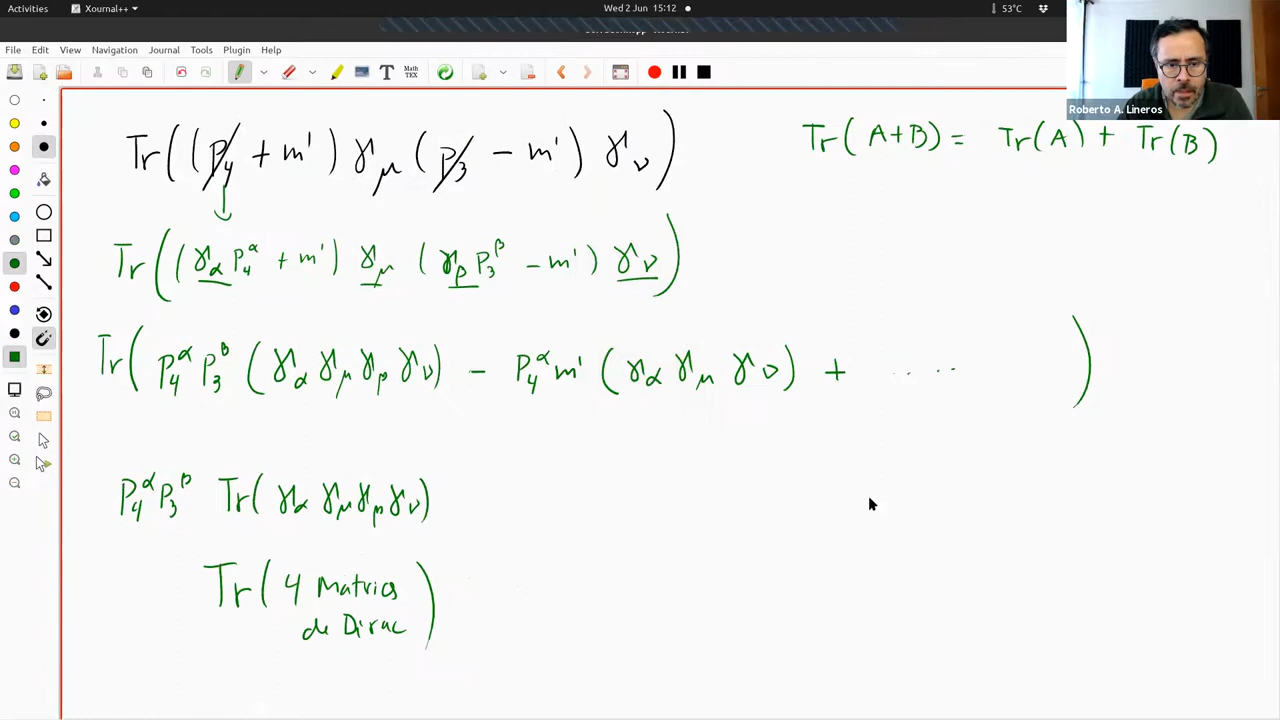 Activities Xournal++ Wed 2 Jun 15:12 53°C
File Edit View Navigation Journal Tools Plugin Help
Roberto A. Lineros
Tr((p̸₄ + m') γ_μ (p̸₃ − m') γ_ν)
Tr(A+B) = Tr(A) + Tr(B)
↓
Tr((γ_α P₄^α + m') γ_μ (γ_β P₃^β − m') γ_ν)
Tr(P₄^α P₃^β (γ_α γ_μ γ_β γ_ν) − P₄^α m' (γ_α γ_μ γ_ν) + .....)
P₄^α P₃^β Tr(γ_α γ_μ γ_β γ_ν)
Tr(4 Matrics
de Dirac)